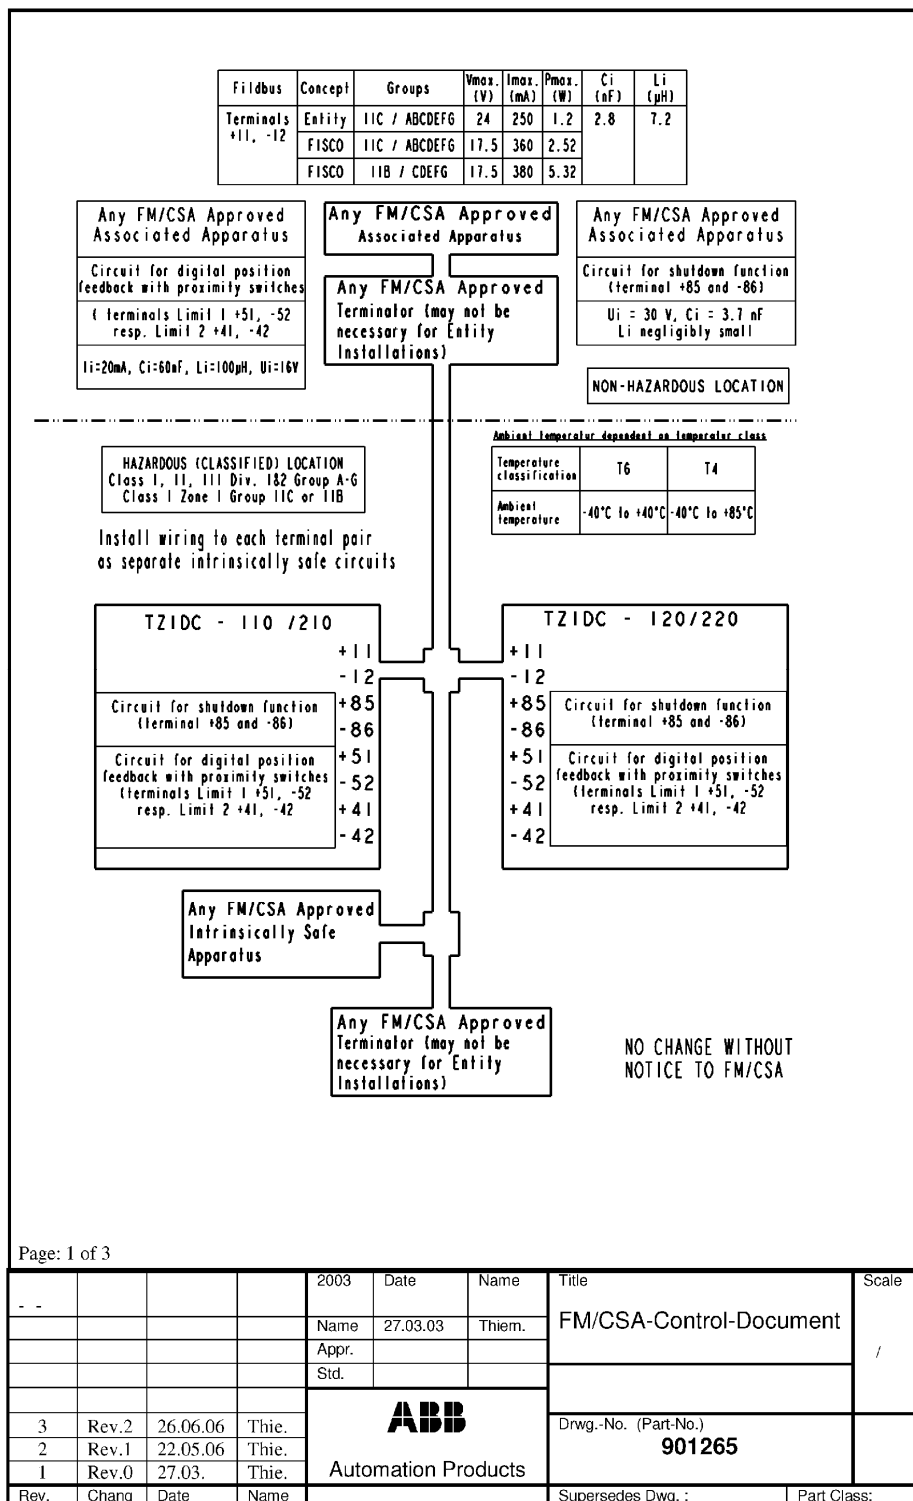 Fildbus Concept Groups Vmax. (V) Imax. (mA) Pmax. (W) Ci (nF) Li (µH)
Terminals +11, -12 Entity IIC / ABCDEFG 24 250 1.2 2.8 7.2
FISCO IIC / ABCDEFG 17.5 360 2.52
FISCO IIB / CDEFG 17.5 380 5.32
Any FM/CSA Approved
Associated Apparatus
Circuit for digital position
feedback with proximity switches
( terminals Limit 1 +51, -52
resp. Limit 2 +41, -42
Ii=20mA, Ci=60nF, Li=100µH, Ui=16V
Any FM/CSA Approved
Associated Apparatus
Any FM/CSA Approved
Terminator (may not be
necessary for Entity
Installations)
Any FM/CSA Approved
Associated Apparatus
Circuit for shutdown function
(terminal +85 and -86)
Ui = 30 V, Ci = 3.7 nF
Li negligibly small
NON-HAZARDOUS LOCATION
HAZARDOUS (CLASSIFIED) LOCATION
Class I, II, III Div. 1&2 Group A-G
Class I Zone 1 Group IIC or IIB
Install wiring to each terminal pair
as separate intrinsically safe circuits
Ambient temperatur dependent on temperatur class
Temperature classification T6 T4
Ambient temperature -40°C to +40°C -40°C to +85°C
TZIDC - 110 /210
+11
-12
+85
-86
+51
-52
+41
-42
Circuit for shutdown function
(terminal +85 and -86)
Circuit for digital position
feedback with proximity switches
(terminals Limit 1 +51, -52
resp. Limit 2 +41, -42
TZIDC - 120/220
+11
-12
+85
-86
+51
-52
+41
-42
Circuit for shutdown function
(terminal +85 and -86)
Circuit for digital position
feedback with proximity switches
(terminals Limit 1 +51, -52
resp. Limit 2 +41, -42
Any FM/CSA Approved
Intrinsically Safe
Apparatus
Any FM/CSA Approved
Terminator (may not be
necessary for Entity
Installations)
NO CHANGE WITHOUT
NOTICE TO FM/CSA
Page: 1 of 3
2003 Date Name Title Scale
- -
Name 27.03.03 Thiem. FM/CSA-Control-Document
Appr. /
Std.
ABB
3 Rev.2 26.06.06 Thie. Drwg.-No. (Part-No.)
2 Rev.1 22.05.06 Thie. 901265
1 Rev.0 27.03. Thie. Automation Products
Rev. Chang Date Name Supersedes Dwg. : Part Class: